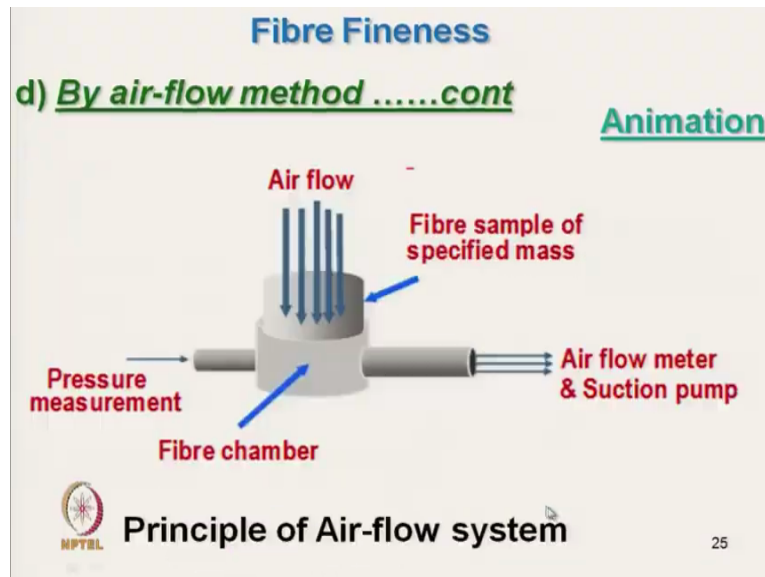 Fibre Fineness
d) By air-flow method ......cont
Animation
Air flow
Fibre sample of
specified mass
Pressure
measurement
Air flow meter
& Suction pump
Fibre chamber
NPTEL
Principle of Air-flow system
25